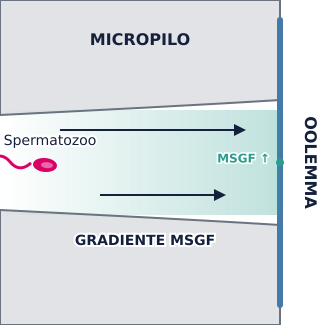 MICROPILO
Spermatozoo
MSGF ↑
GRADIENTE MSGF
OOLEMMA